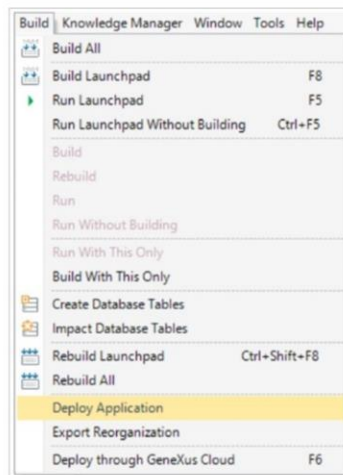 Build Knowledge Manager Window Tools Help
Build All
Build Launchpad F8
Run Launchpad F5
Run Launchpad Without Building Ctrl+F5
Build
Rebuild
Run
Run Without Building
Run With This Only
Build With This Only
Create Database Tables
Impact Database Tables
Rebuild Launchpad Ctrl+Shift+F8
Rebuild All
Deploy Application
Export Reorganization
Deploy through GeneXus Cloud F6